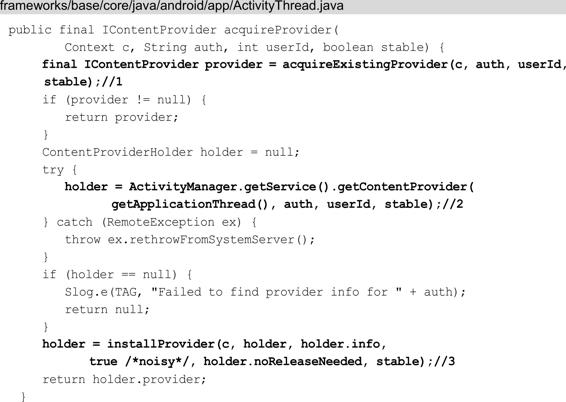 frameworks/base/core/java/android/app/ActivityThread.java
public final IContentProvider acquireProvider(
Context c, String auth, int userId, boolean stable) {
final IContentProvider provider = acquireExistingProvider(c, auth, userId,
stable);//1
if (provider != null) {
return provider;
}
ContentProviderHolder holder = null;
try {
holder = ActivityManager.getService().getContentProvider(
getApplicationThread(), auth, userId, stable);//2
} catch (RemoteException ex) {
throw ex.rethrowFromSystemServer();
}
if (holder == null) {
Slog.e(TAG, "Failed to find provider info for " + auth);
return null;
}
holder = installProvider(c, holder, holder.info,
true /*noisy*/, holder.noReleaseNeeded, stable);//3
return holder.provider;
}